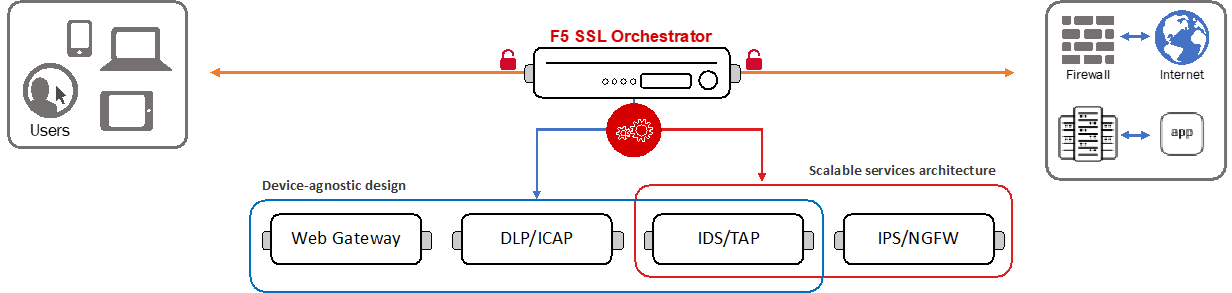 F5 SSL Orchestrator
Users
Firewall
Internet
app
Device-agnostic design
Scalable services architecture
Web Gateway
DLP/ICAP
IDS/TAP
IPS/NGFW